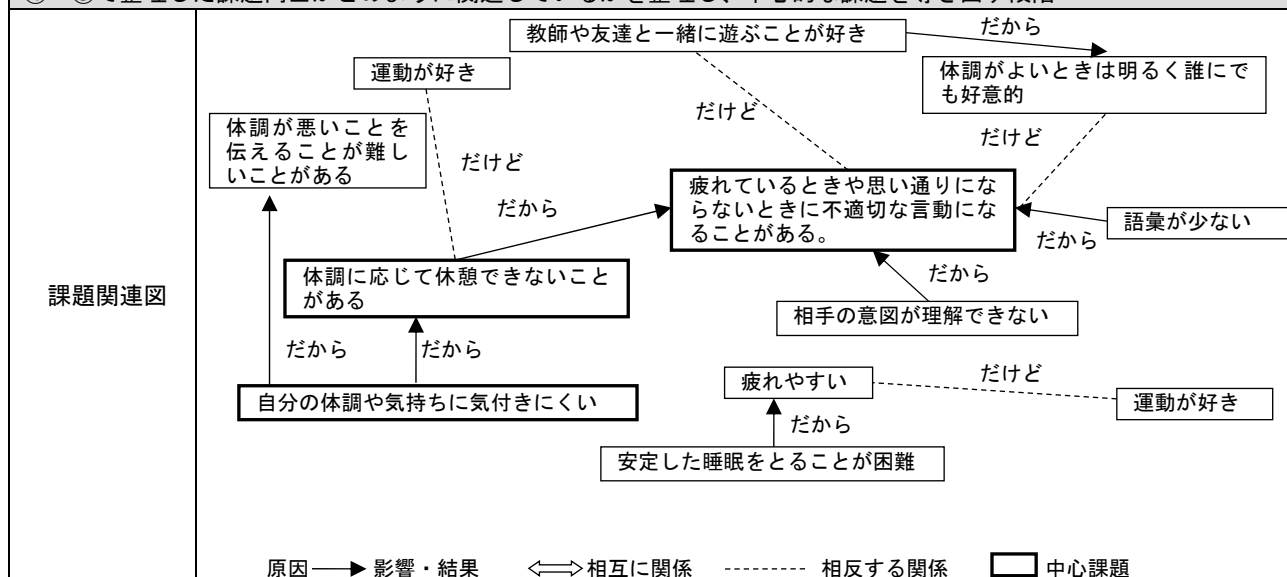 教師や友達と一緒に遊ぶことが好き
だから
運動が好き
体調がよいときは明るく誰にで
も好意的
体調が悪いことを
伝えることが難し
いことがある
だけど
だけど
だけど
疲れているときや思い通りにな
らないときに不適切な言動にな
ることがある。
だから
語彙が少ない
だから
体調に応じて休憩できないこと
がある
だから
相手の意図が理解できない
課題関連図
だから
だから
自分の体調や気持ちに気付きにくい
疲れやすい
だけど
運動が好き
だから
安定した睡眠をとることが困難
原因 影響・結果 相互に関係 相反する関係 中心課題